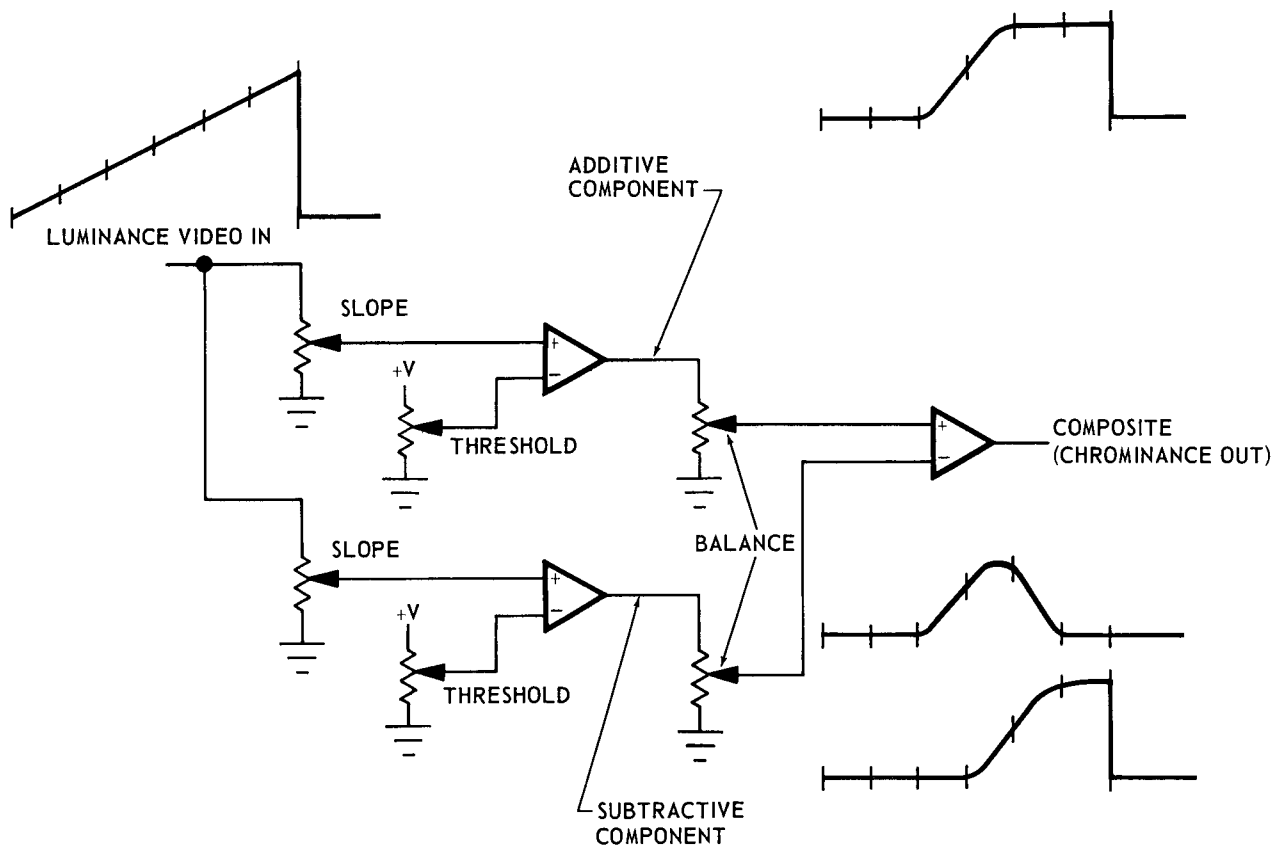 ADDITIVE
COMPONENT
LUMINANCE VIDEO IN
SLOPE
+
+V
−
THRESHOLD
+
−
COMPOSITE
(CHROMINANCE OUT)
BALANCE
SLOPE
+
+V
−
THRESHOLD
SUBTRACTIVE
COMPONENT